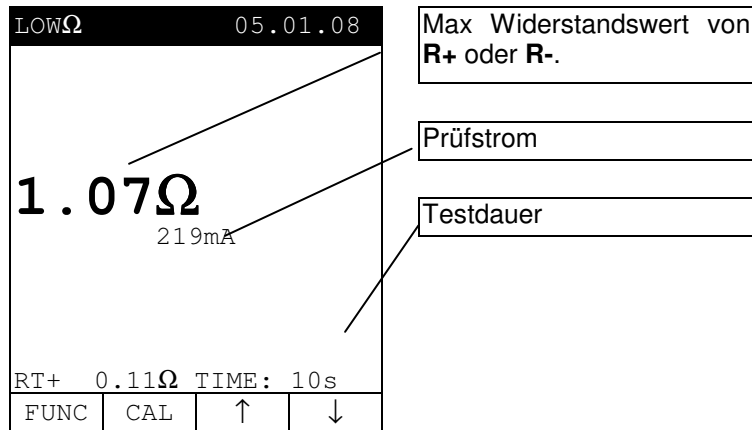 LOWΩ 05.01.08
1.07Ω
219mA
RT+ 0.11Ω TIME: 10s
FUNC CAL ↑ ↓
Max Widerstandswert von
R+ oder R-.
Prüfstrom
Testdauer